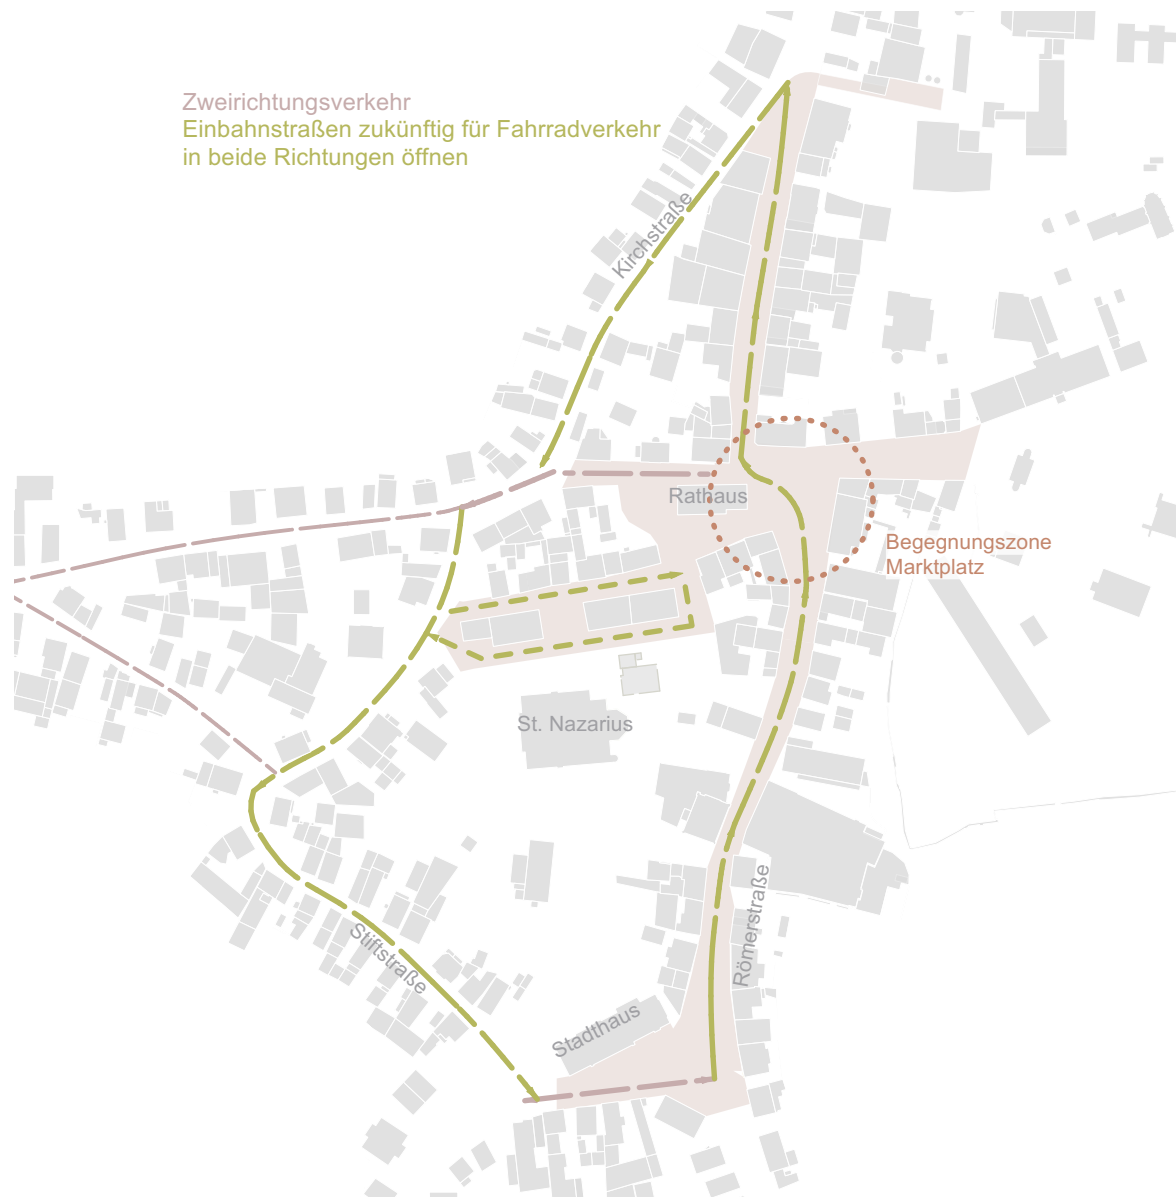 Zweirichtungsverkehr
Einbahnstraßen zukünftig für Fahrradverkehr
in beide Richtungen öffnen
Kirchstraße
Rathaus
Begegnungszone
Marktplatz
St. Nazarius
Römerstraße
Stiftstraße
Stadthaus